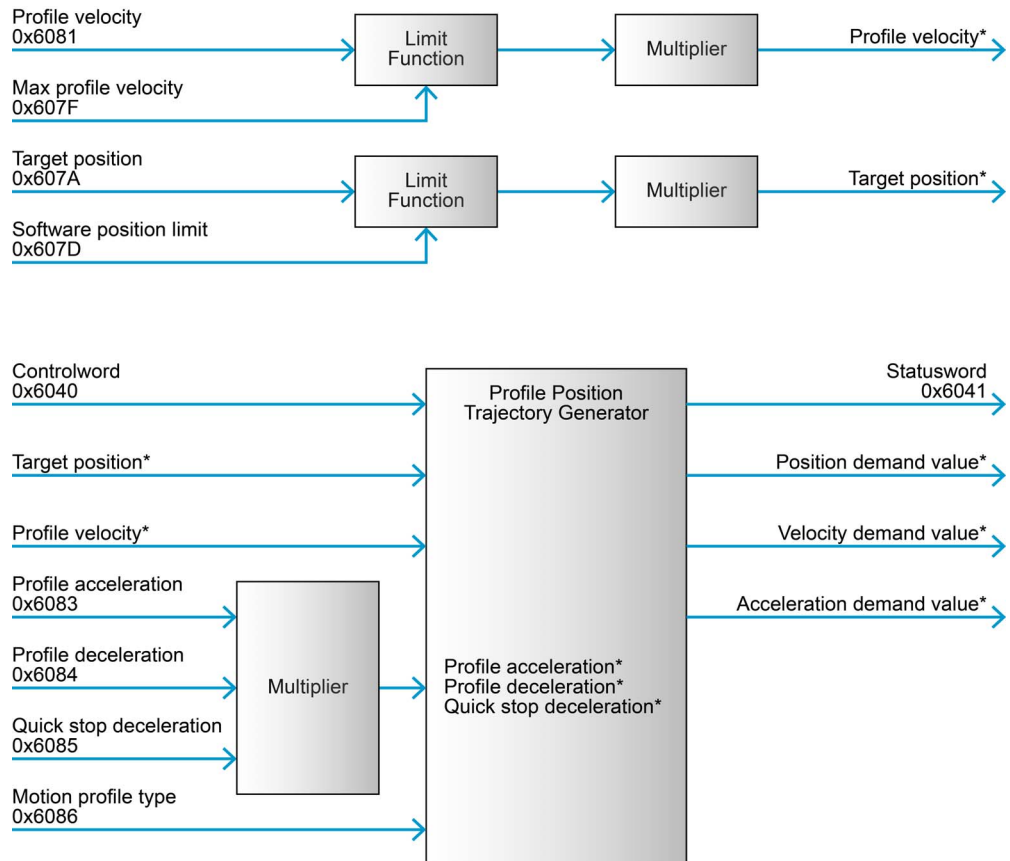 Profile velocity
0x6081
Limit
Function
Multiplier
Profile velocity*
Max profile velocity
0x607F
Target position
0x607A
Limit
Function
Multiplier
Target position*
Software position limit
0x607D
Controlword
0x6040
Profile Position
Trajectory Generator
Statusword
0x6041
Target position*
Position demand value*
Profile velocity*
Velocity demand value*
Profile acceleration
0x6083
Acceleration demand value*
Profile deceleration
0x6084
Multiplier
Profile acceleration*
Profile deceleration*
Quick stop deceleration*
Quick stop deceleration
0x6085
Motion profile type
0x6086